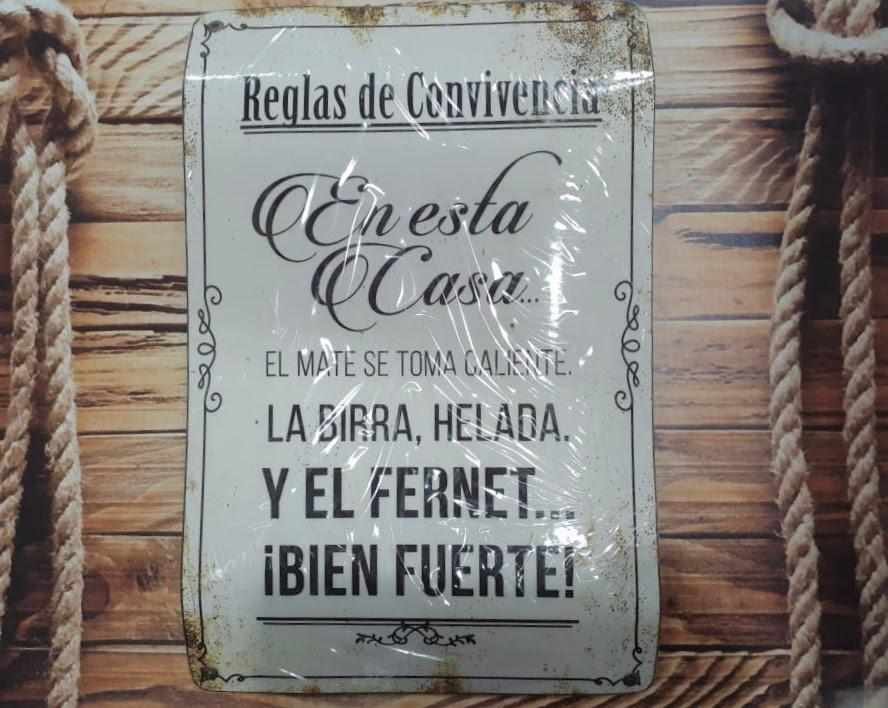 Reglas de Convivencia
En esta
Casa...
EL MATE SE TOMA CALIENTE.
LA BIRRA, HELADA.
Y EL FERNET...
¡BIEN FUERTE!